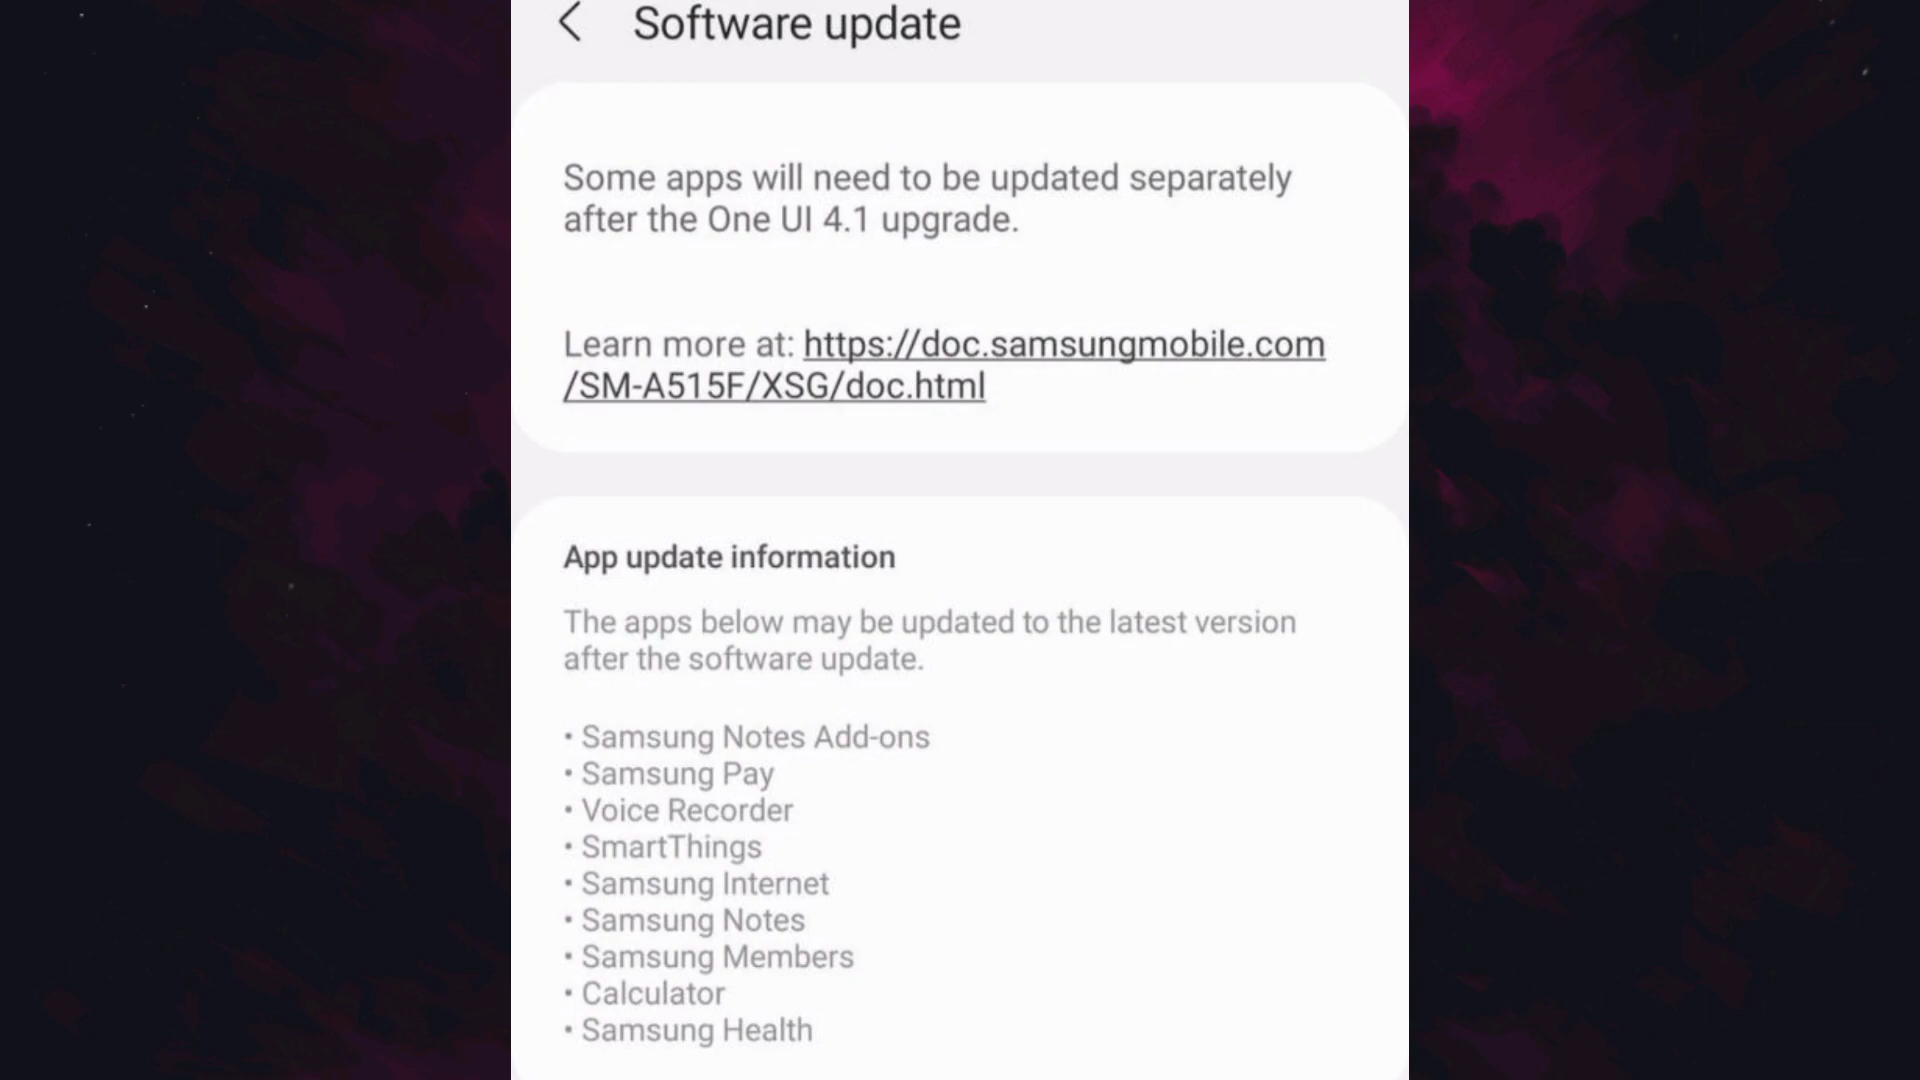 Software update
Some apps will need to be updated separately
after the One UI 4.1 upgrade.
Learn more at: https://doc.samsungmobile.com
/SM-A515F/XSG/doc.html
App update information
The apps below may be updated to the latest version
after the software update.
• Samsung Notes Add-ons
• Samsung Pay
• Voice Recorder
• SmartThings
• Samsung Internet
• Samsung Notes
• Samsung Members
• Calculator
• Samsung Health